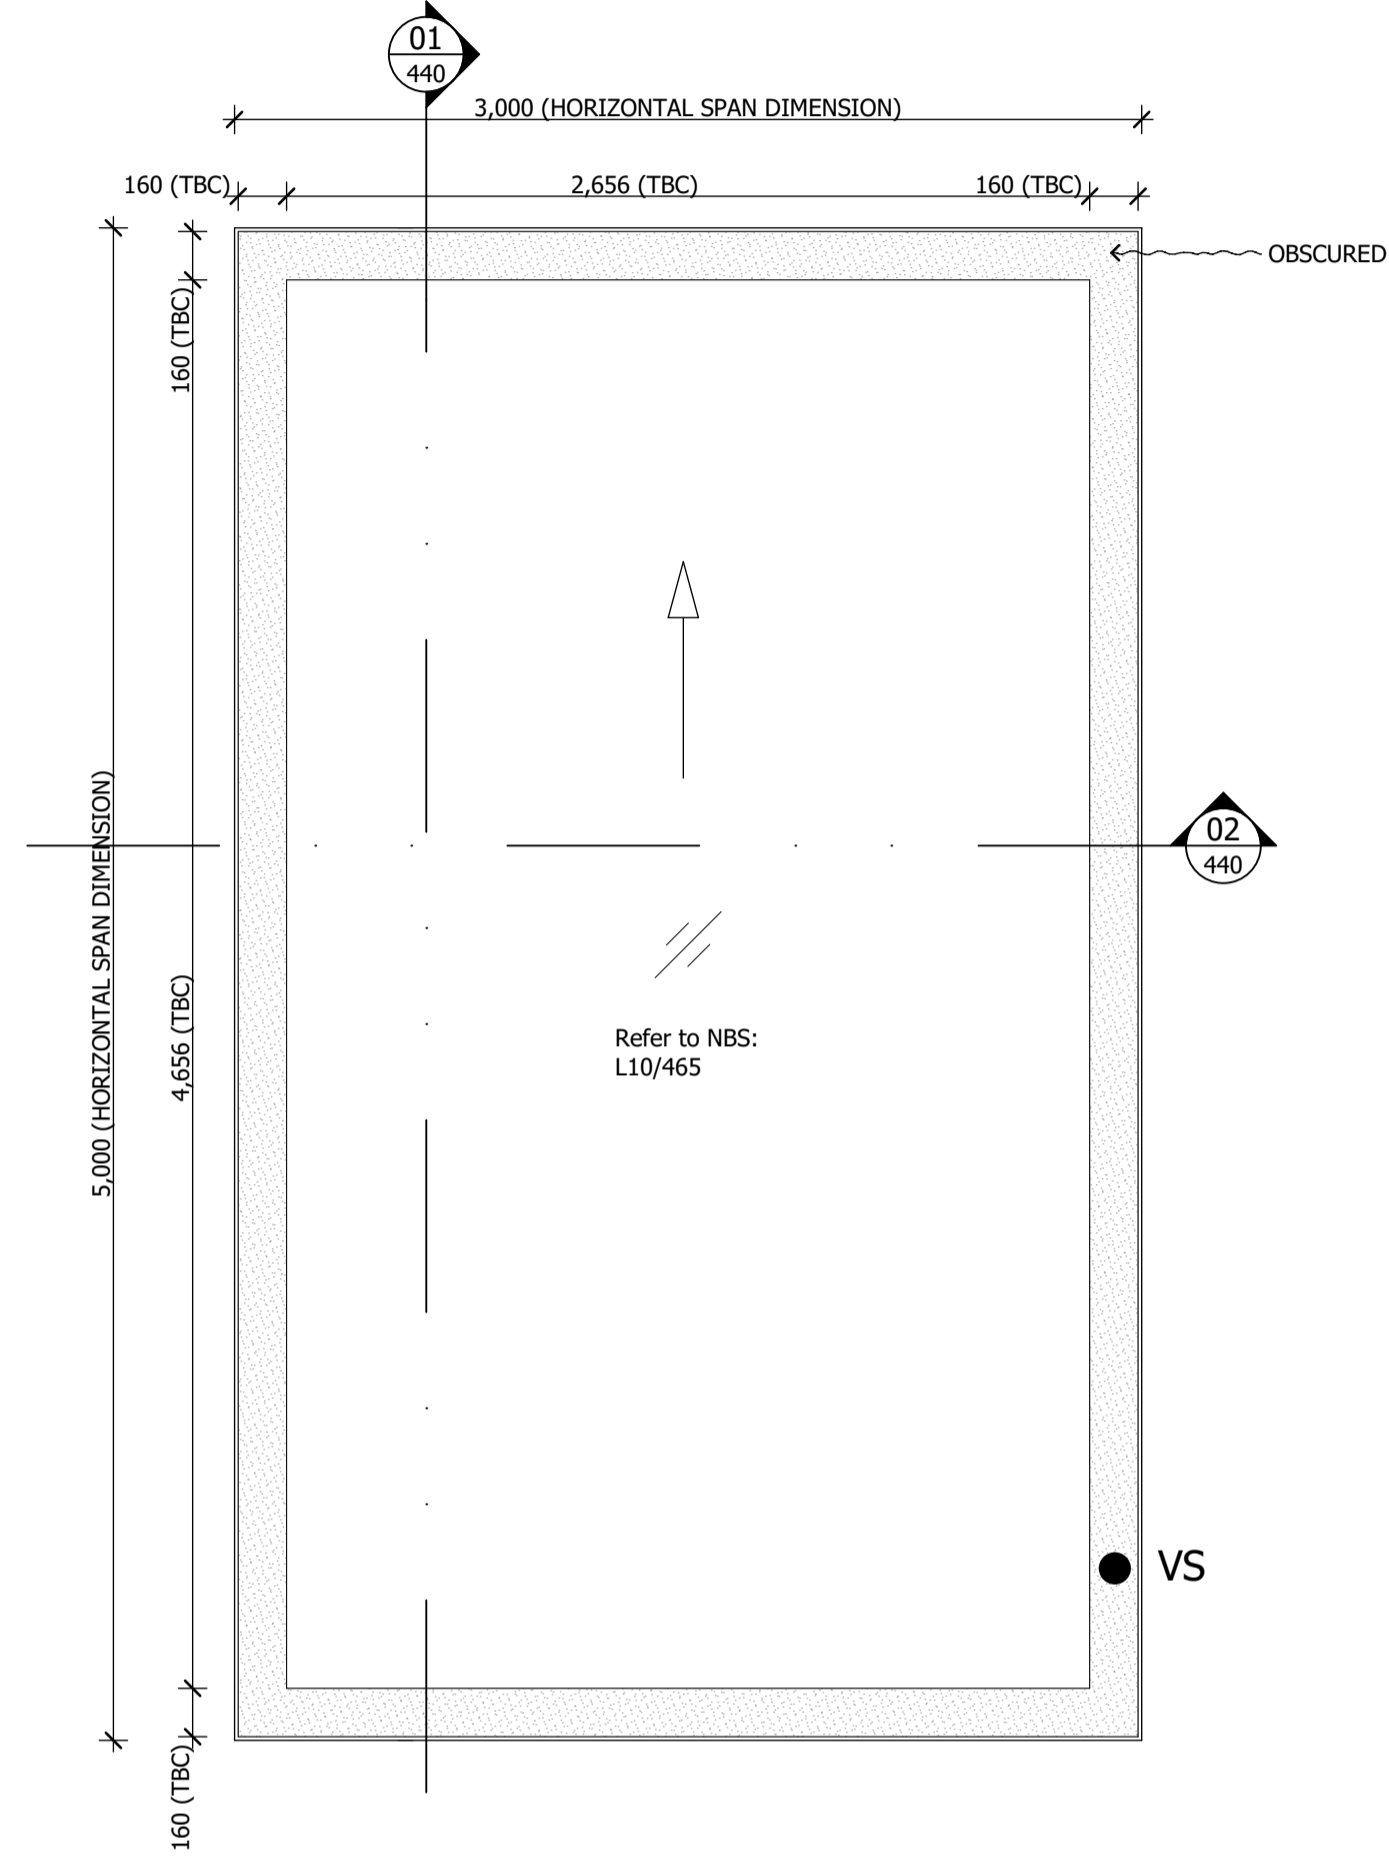 01
440
3,000 (HORIZONTAL SPAN DIMENSION)
160 (TBC)
2,656 (TBC)
160 (TBC)
OBSCURED
160 (TBC)
5,000 (HORIZONTAL SPAN DIMENSION)
02
440
4,656 (TBC)
Refer to NBS:
L10/465
VS
160 (TBC)